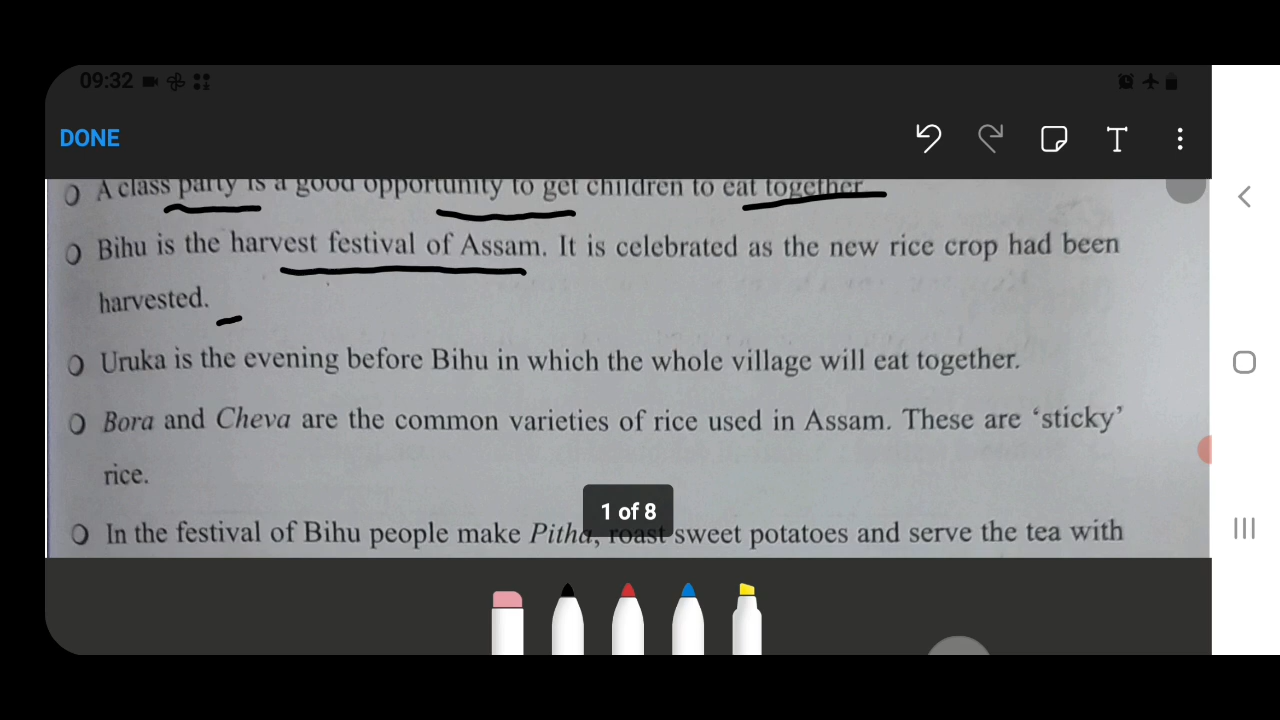 09:32
DONE
T
A class party is a good opportunity to get children to eat together
Bihu is the harvest festival of Assam. It is celebrated as the new rice crop had been
harvested.
Uruka is the evening before Bihu in which the whole village will eat together.
Bora and Cheva are the common varieties of rice used in Assam. These are ‘sticky’
rice.
1 of 8
In the festival of Bihu people make Pitha, roast sweet potatoes and serve the tea with